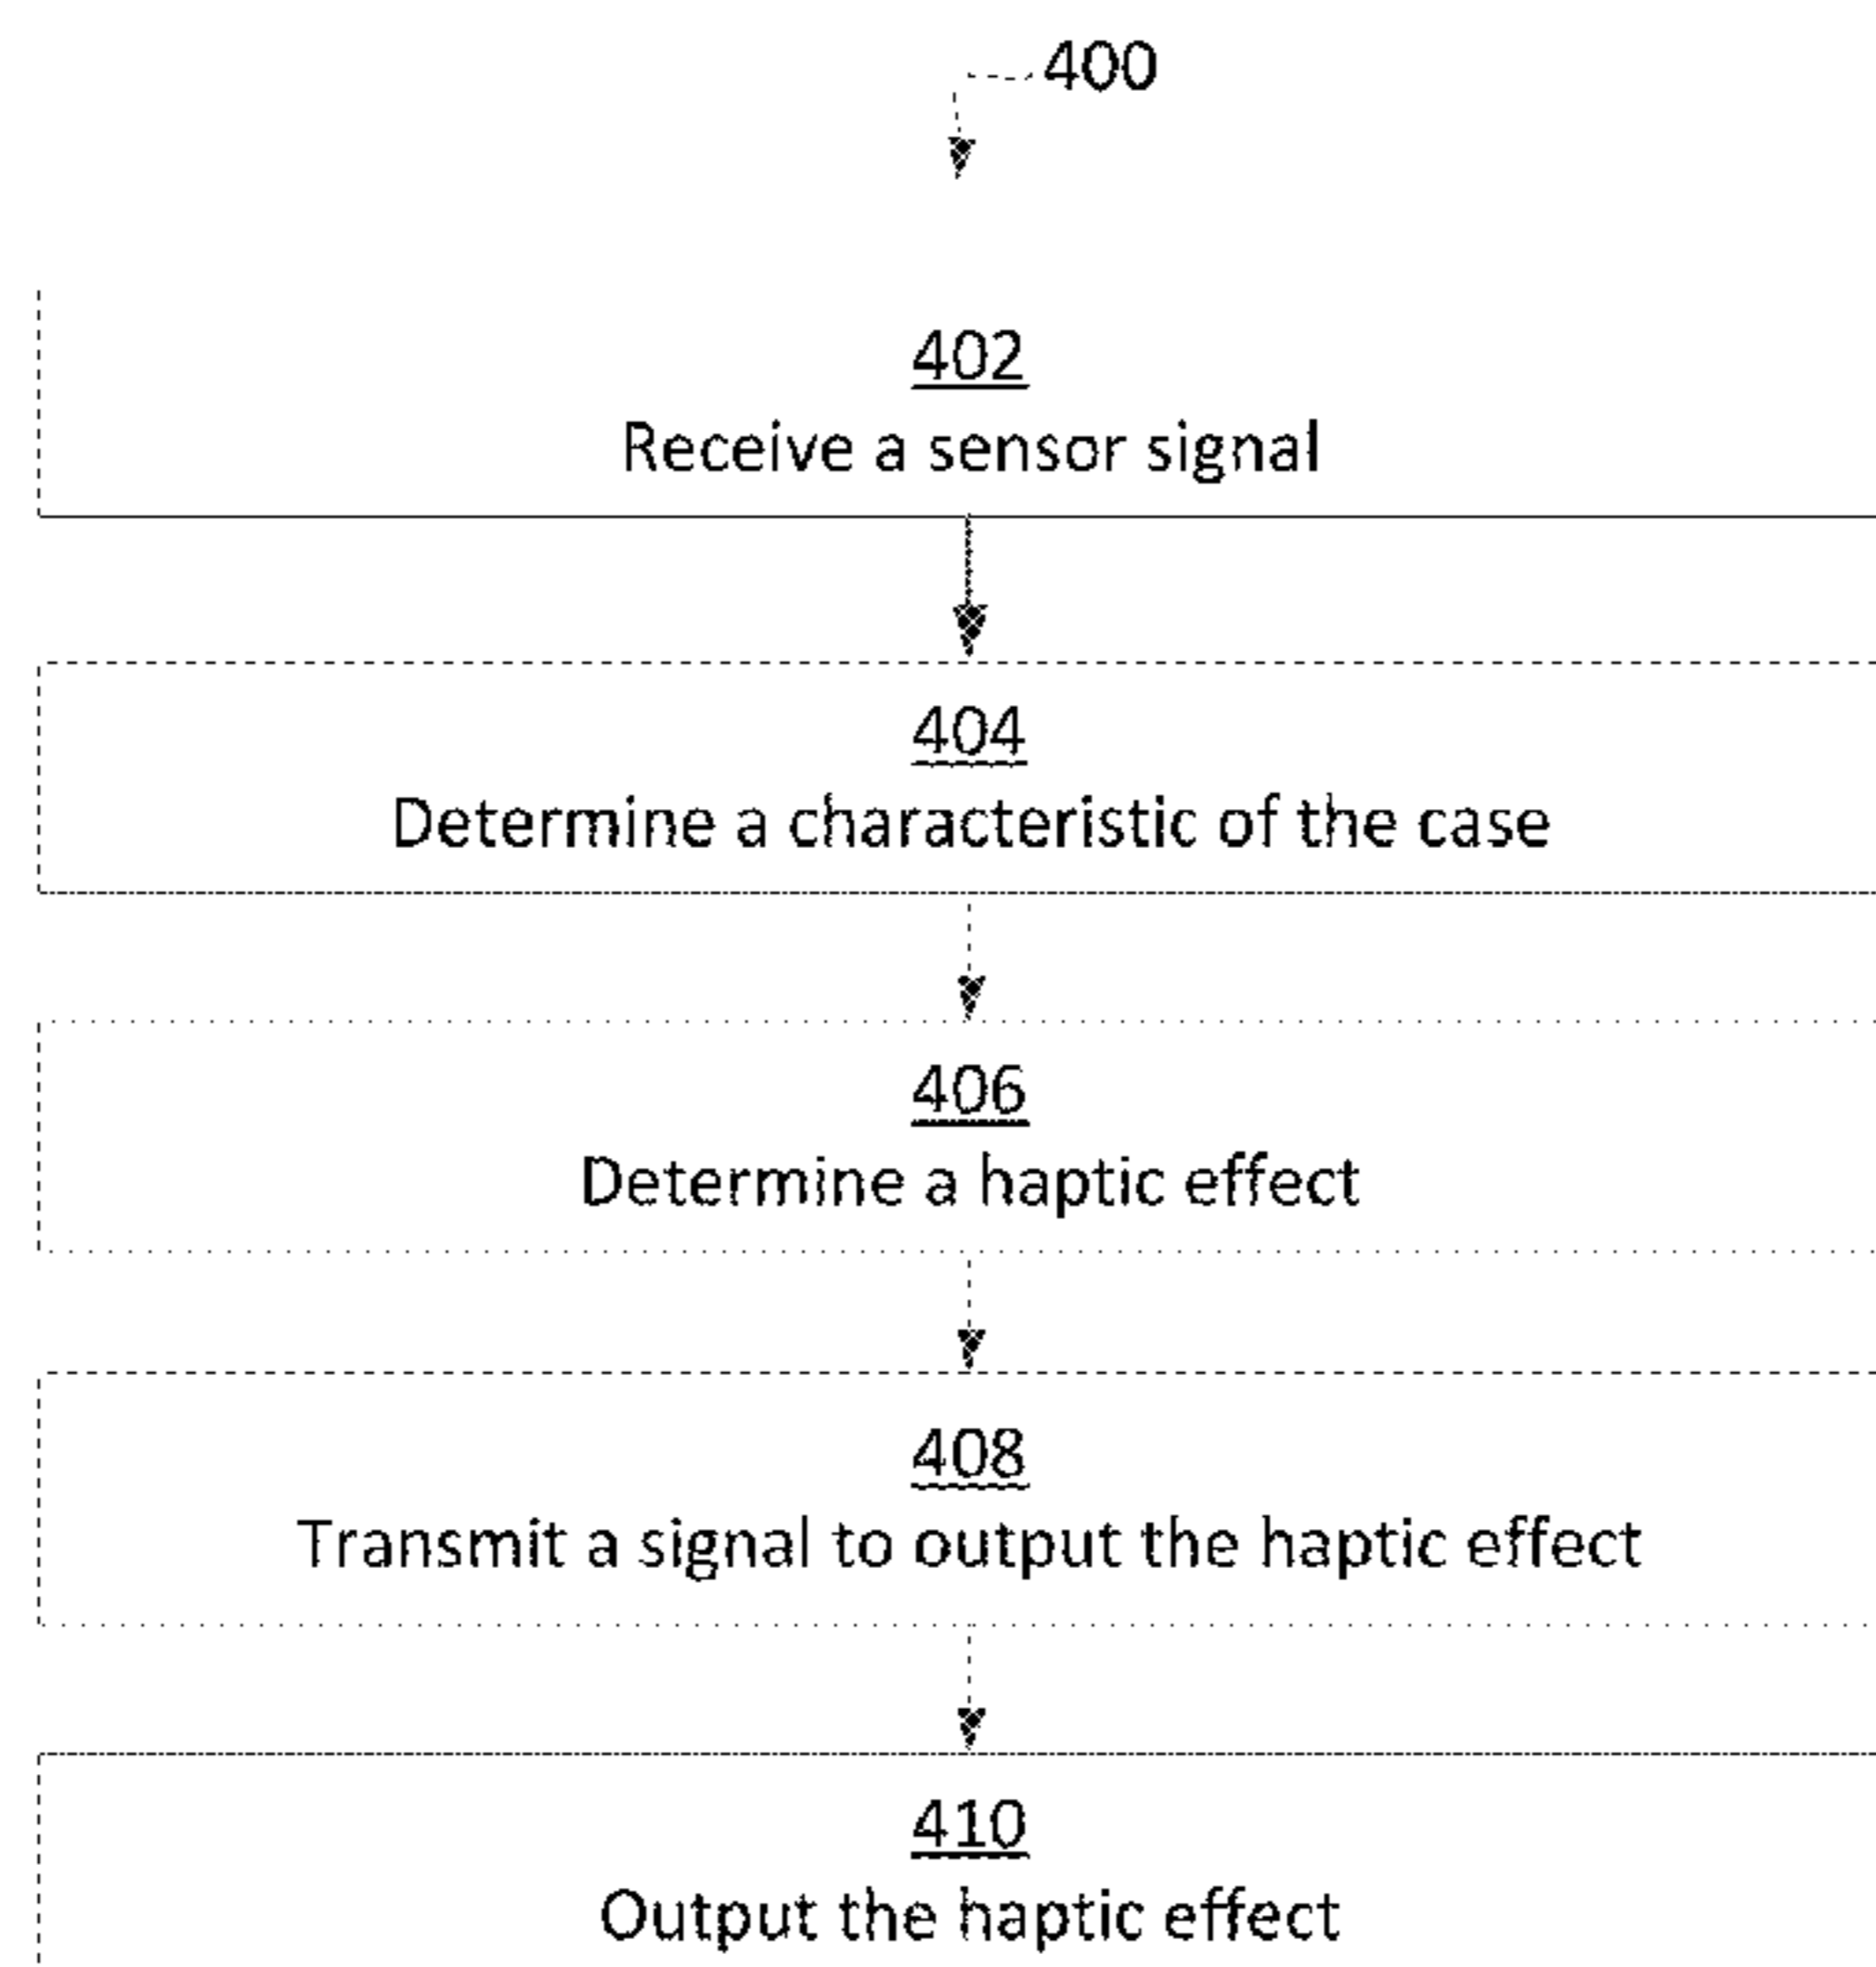 400
402
Receive a sensor signal
404
Determine a characteristic of the case
406
Determine a haptic effect
408
Transmit a signal to output the haptic effect
410
Output the haptic effect